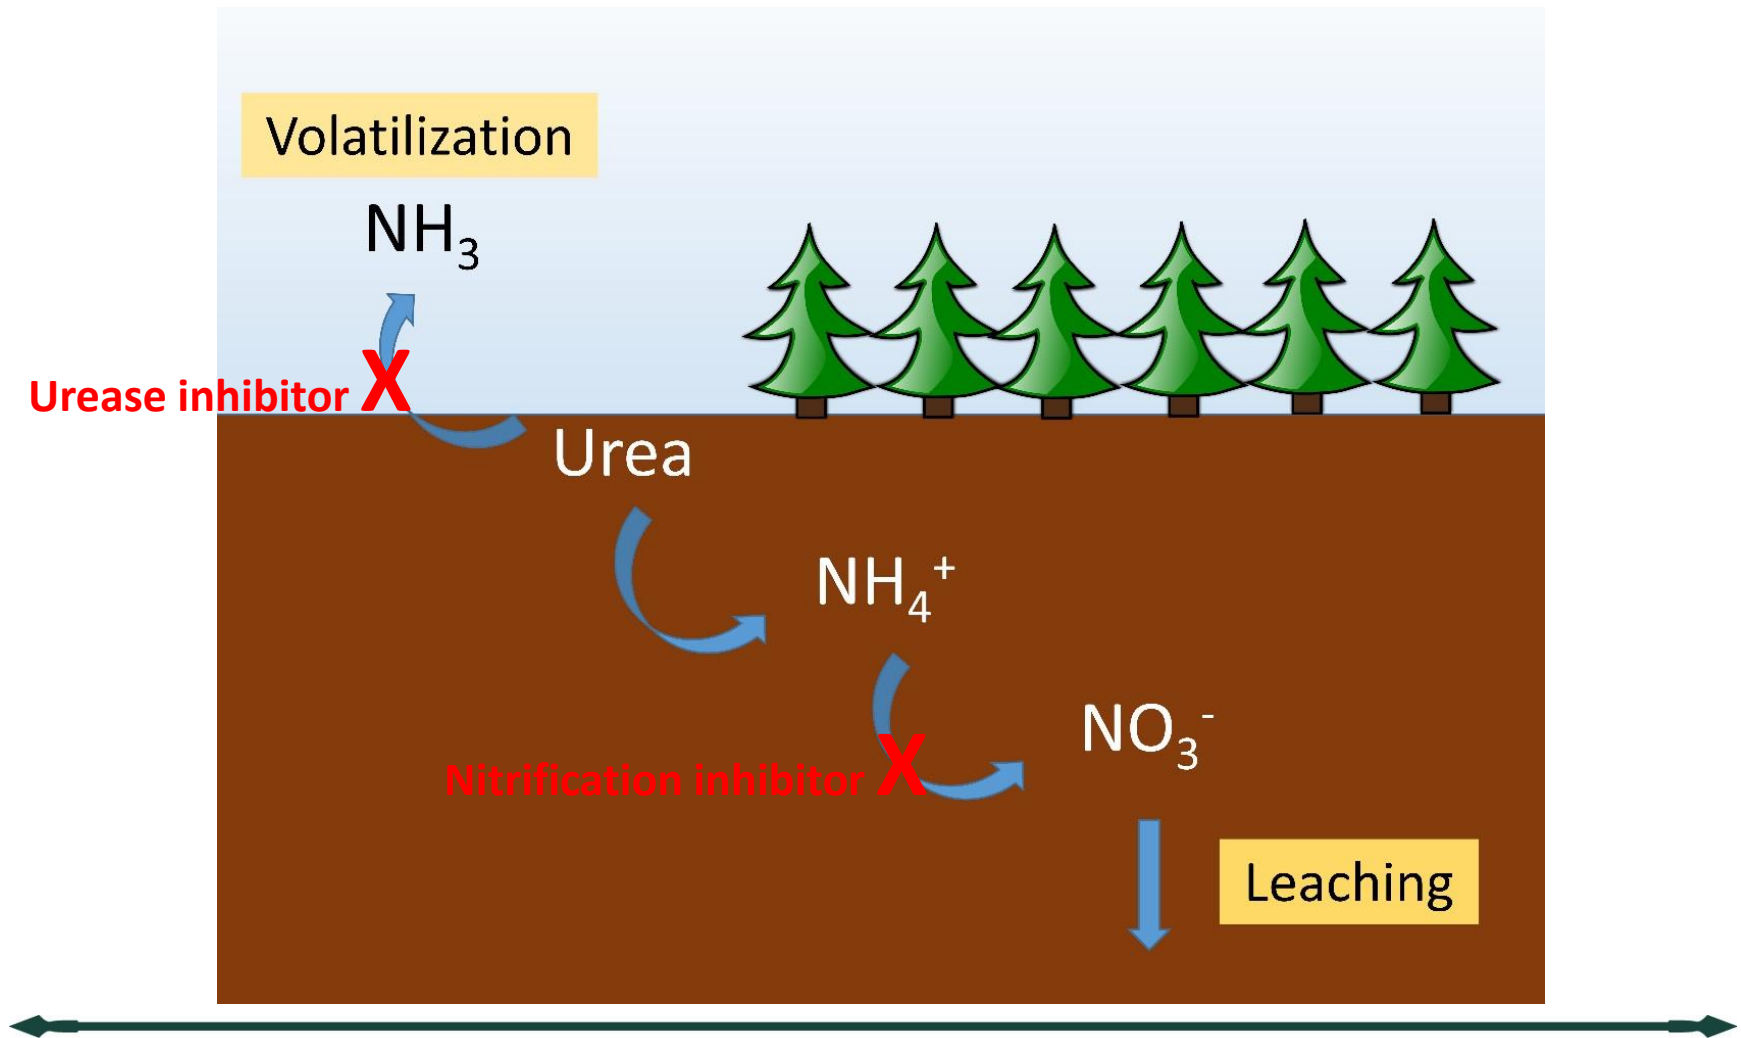 Volatilization
NH₃
Urease inhibitor X
Urea
NH₄⁺
NO₃⁻
Nitrification inhibitor X
Leaching